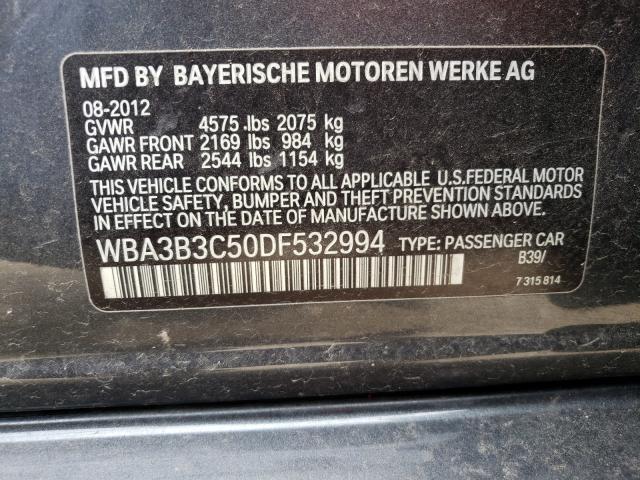 MFD BY BAYERISCHE MOTOREN WERKE AG
08-2012
GVWR 4575 lbs 2075 kg
GAWR FRONT 2169 lbs 984 kg
GAWR REAR 2544 lbs 1154 kg
THIS VEHICLE CONFORMS TO ALL APPLICABLE U.S.FEDERAL MOTOR
VEHICLE SAFETY, BUMPER AND THEFT PREVENTION STANDARDS
IN EFFECT ON THE DATE OF MANUFACTURE SHOWN ABOVE.
WBA3B3C50DF532994 TYPE: PASSENGER CAR
B39/
7 315 814